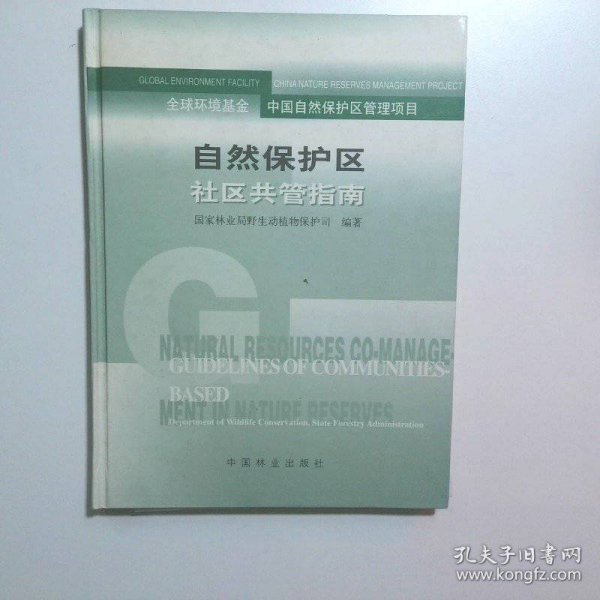 GLOBAL ENVIRONMENT FACILITY CHINA NATURE RESERVES MANAGEMENT PROJECT
全球环境基金 中国自然保护区管理项目
自然保护区
社区共管指南
国家林业局野生动植物保护司 编著
G
NATURAL RESOURCES CO-MANAGE-
GUIDELINES OF COMMUNITIES-
BASED
MENT IN NATURE RESERVES
Department of Wildlife Conservation, State Forestry Administration
中国林业出版社
孔夫子旧书网
www.kongfz.com